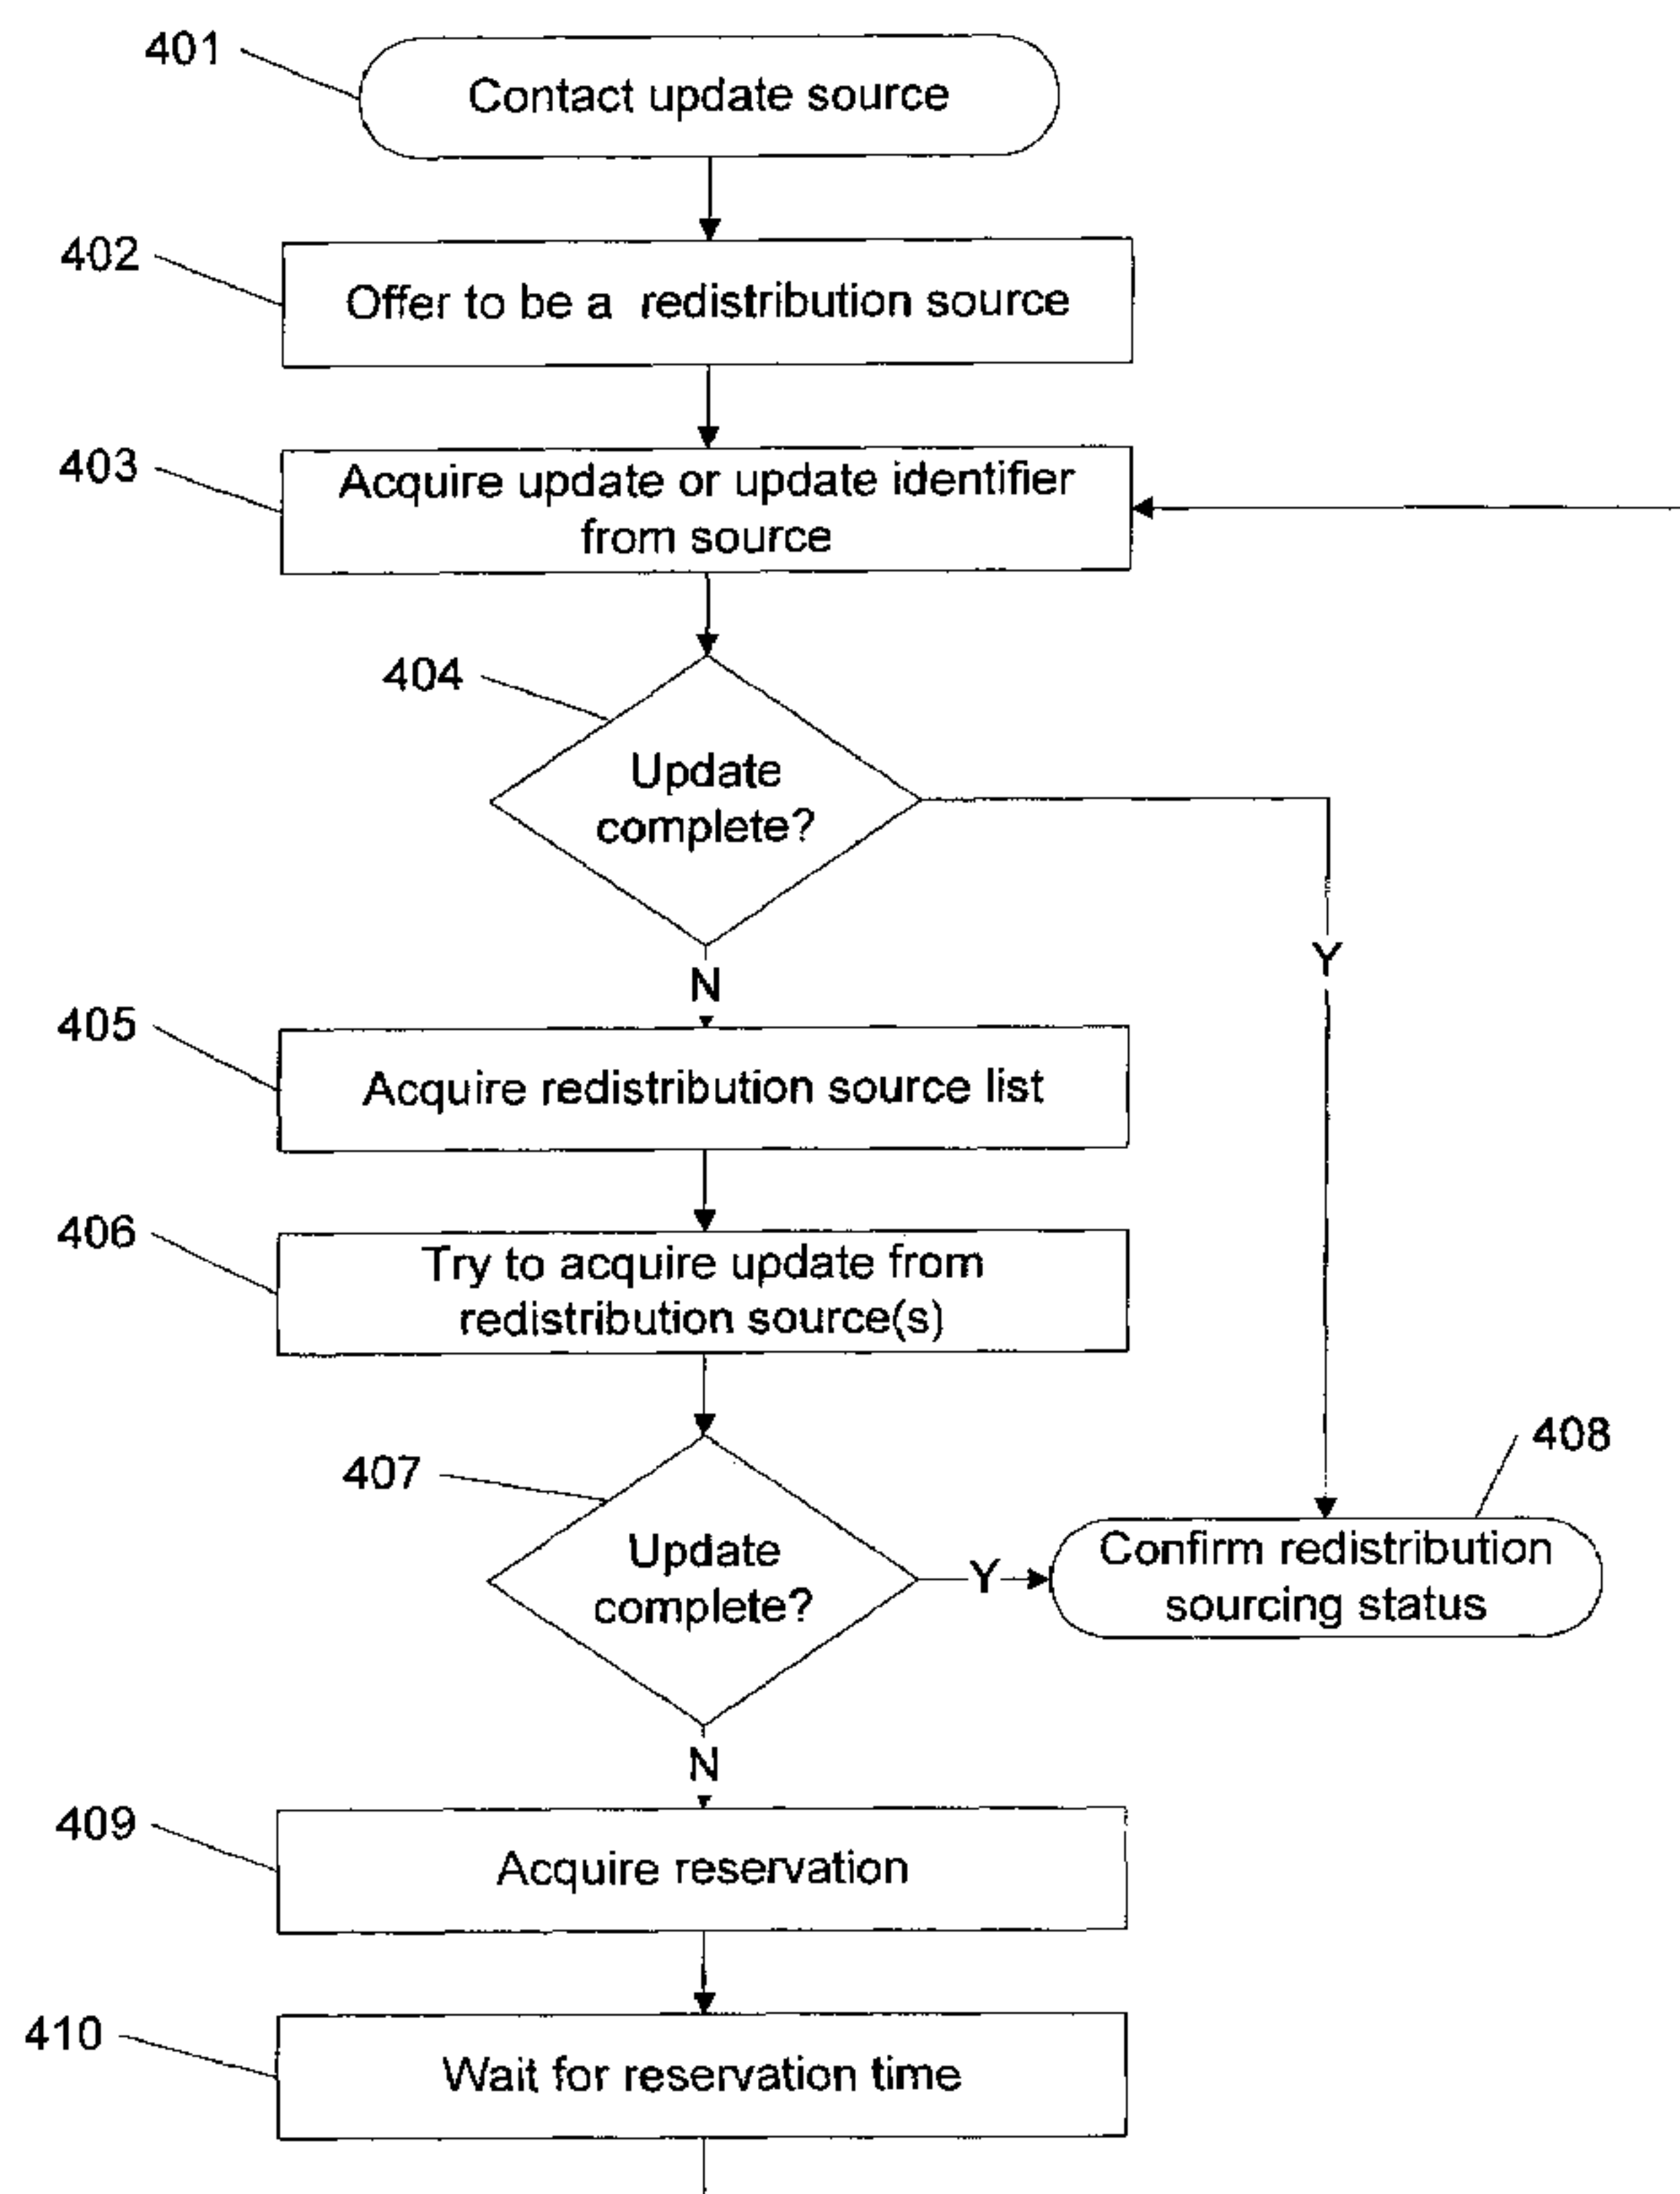 401
Contact update source
402
Offer to be a redistribution source
403
Acquire update or update identifier
from source
404
Update
complete?
Y
N
405
Acquire redistribution source list
406
Try to acquire update from
redistribution source(s)
407
Update
complete?
Y
408
Confirm redistribution
sourcing status
N
409
Acquire reservation
410
Wait for reservation time